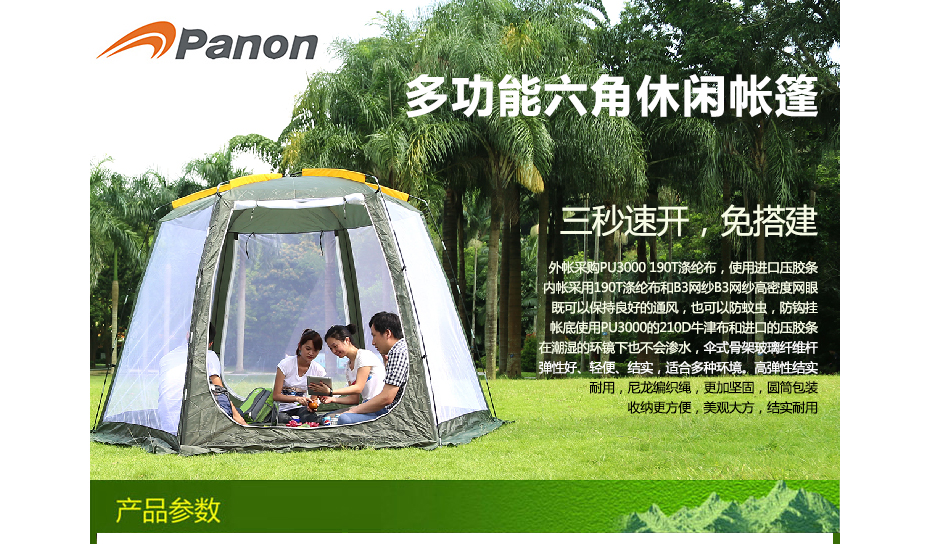 Panon
多功能六角休闲帐篷
三秒速开，免搭建
外帐采购PU3000 190T涤纶布，使用进口压胶条
内帐采用190T涤纶布和B3网纱B3网纱高密度网眼
既可以保持良好的通风，也可以防蚊虫，防钩挂
帐底使用PU3000的210D牛津布和进口的压胶条
在潮湿的环镜下也不会渗水，伞式骨架玻璃纤维杆
弹性好、轻便、结实，适合多种环境。高弹性结实
耐用，尼龙编织绳，更加坚固，圆筒包装
收纳更方便，美观大方，结实耐用
产品参数